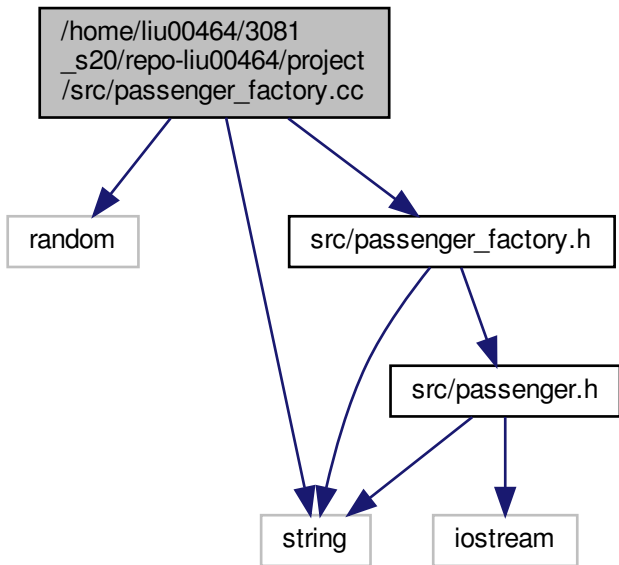 /home/liu00464/3081
_s20/repo-liu00464/project
/src/passenger_factory.cc
random
src/passenger_factory.h
src/passenger.h
string
iostream